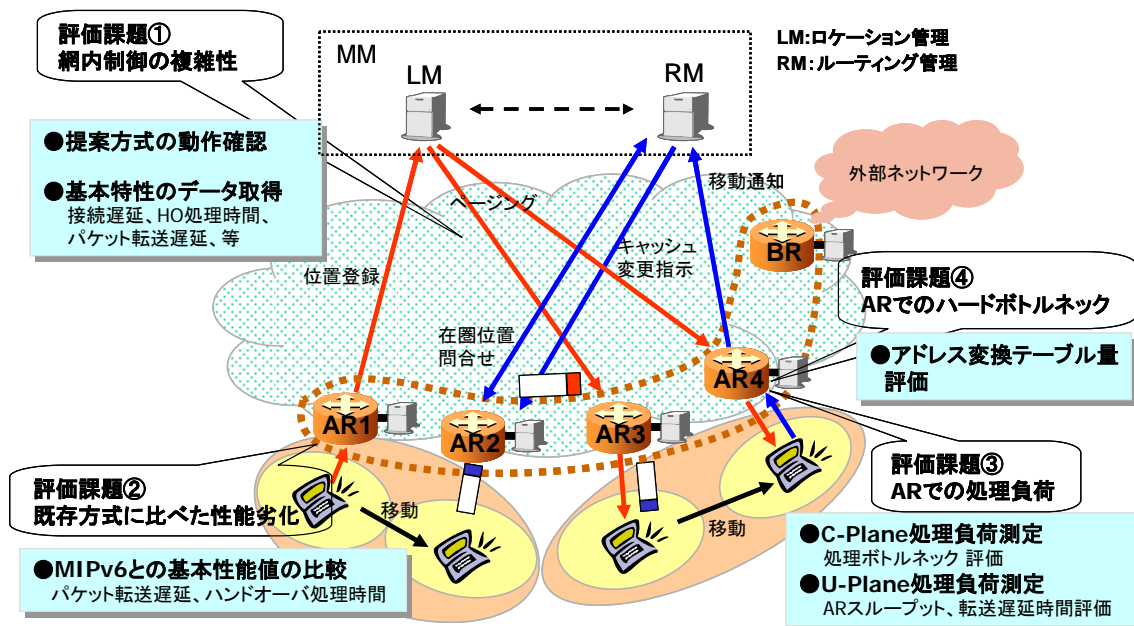 評価課題①
網内制御の複雑性
MM
LM
RM
LM:ロケーション管理
RM:ルーティング管理
●提案方式の動作確認
●基本特性のデータ取得
接続遅延、HO処理時間、
パケット転送遅延、等
ページング
移動通知
外部ネットワーク
位置登録
キャッシュ
変更指示
BR
評価課題④
ARでのハードボトルネック
在圏位置
問合せ
●アドレス変換テーブル量
評価
AR4
AR1
AR2
AR3
評価課題②
既存方式に比べた性能劣化
評価課題③
ARでの処理負荷
移動
移動
●MIPv6との基本性能値の比較
パケット転送遅延、ハンドオーバ処理時間
●C-Plane処理負荷測定
処理ボトルネック 評価
●U-Plane処理負荷測定
ARスループット、転送遅延時間評価